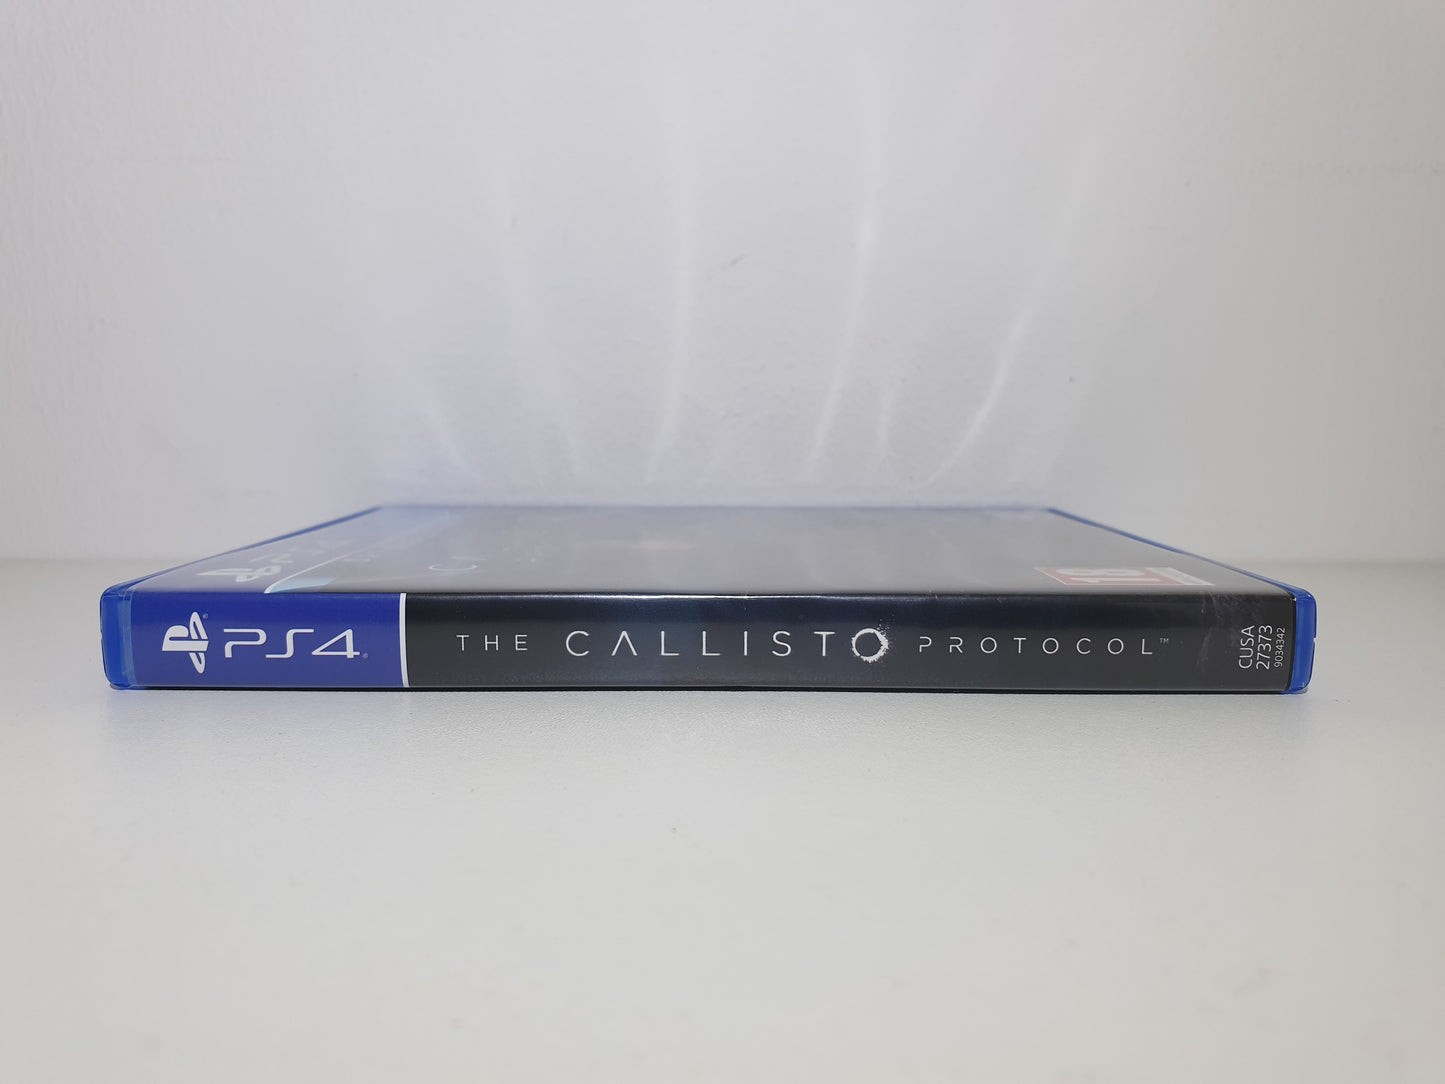 PS4
THE CALLISTO PROTOCOL™
CUSA
27373
9034342
18